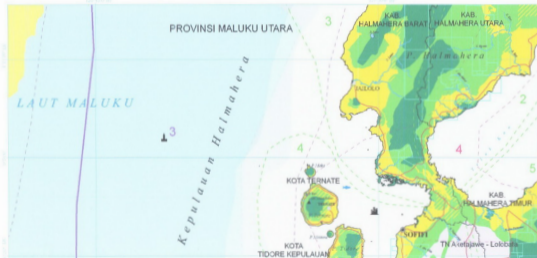 PROVINSI MALUKU UTARA
3
KAB.
HALMAHERA BARAT
KAB.
HALMAHERA UTARA
Halmahera
JAILOLO
LAUT MALUKU
3
Kepulauan Halmahera
2
4
4
5
KOTA TERNATE
KAB.
HALMAHERA TIMUR
SOFIFI
KOTA
TIDORE KEPULAUAN
TN Aketajawe - Lolobata